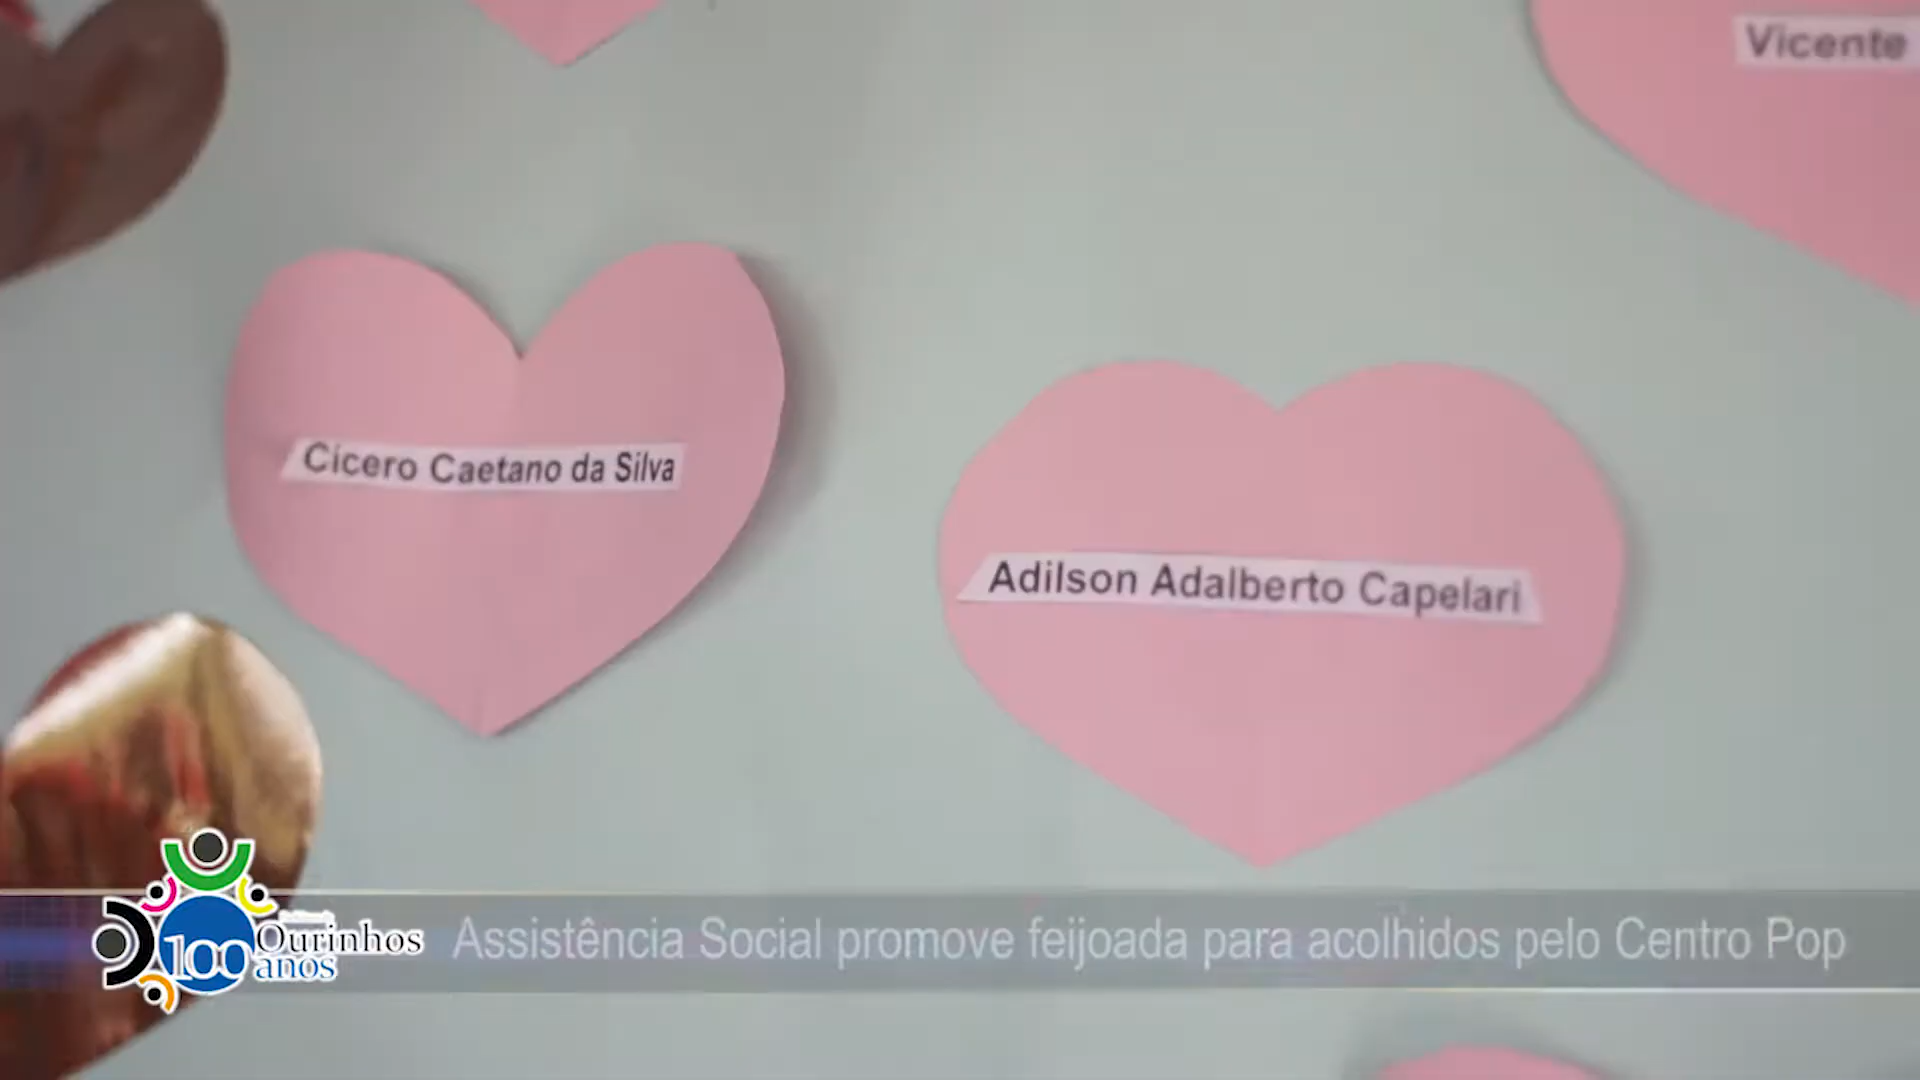 Vicente
Cícero Caetano da Silva
Adilson Adalberto Capelari
100 Ourinhos
anos
Assistência Social promove feijoada para acolhidos pelo Centro Pop